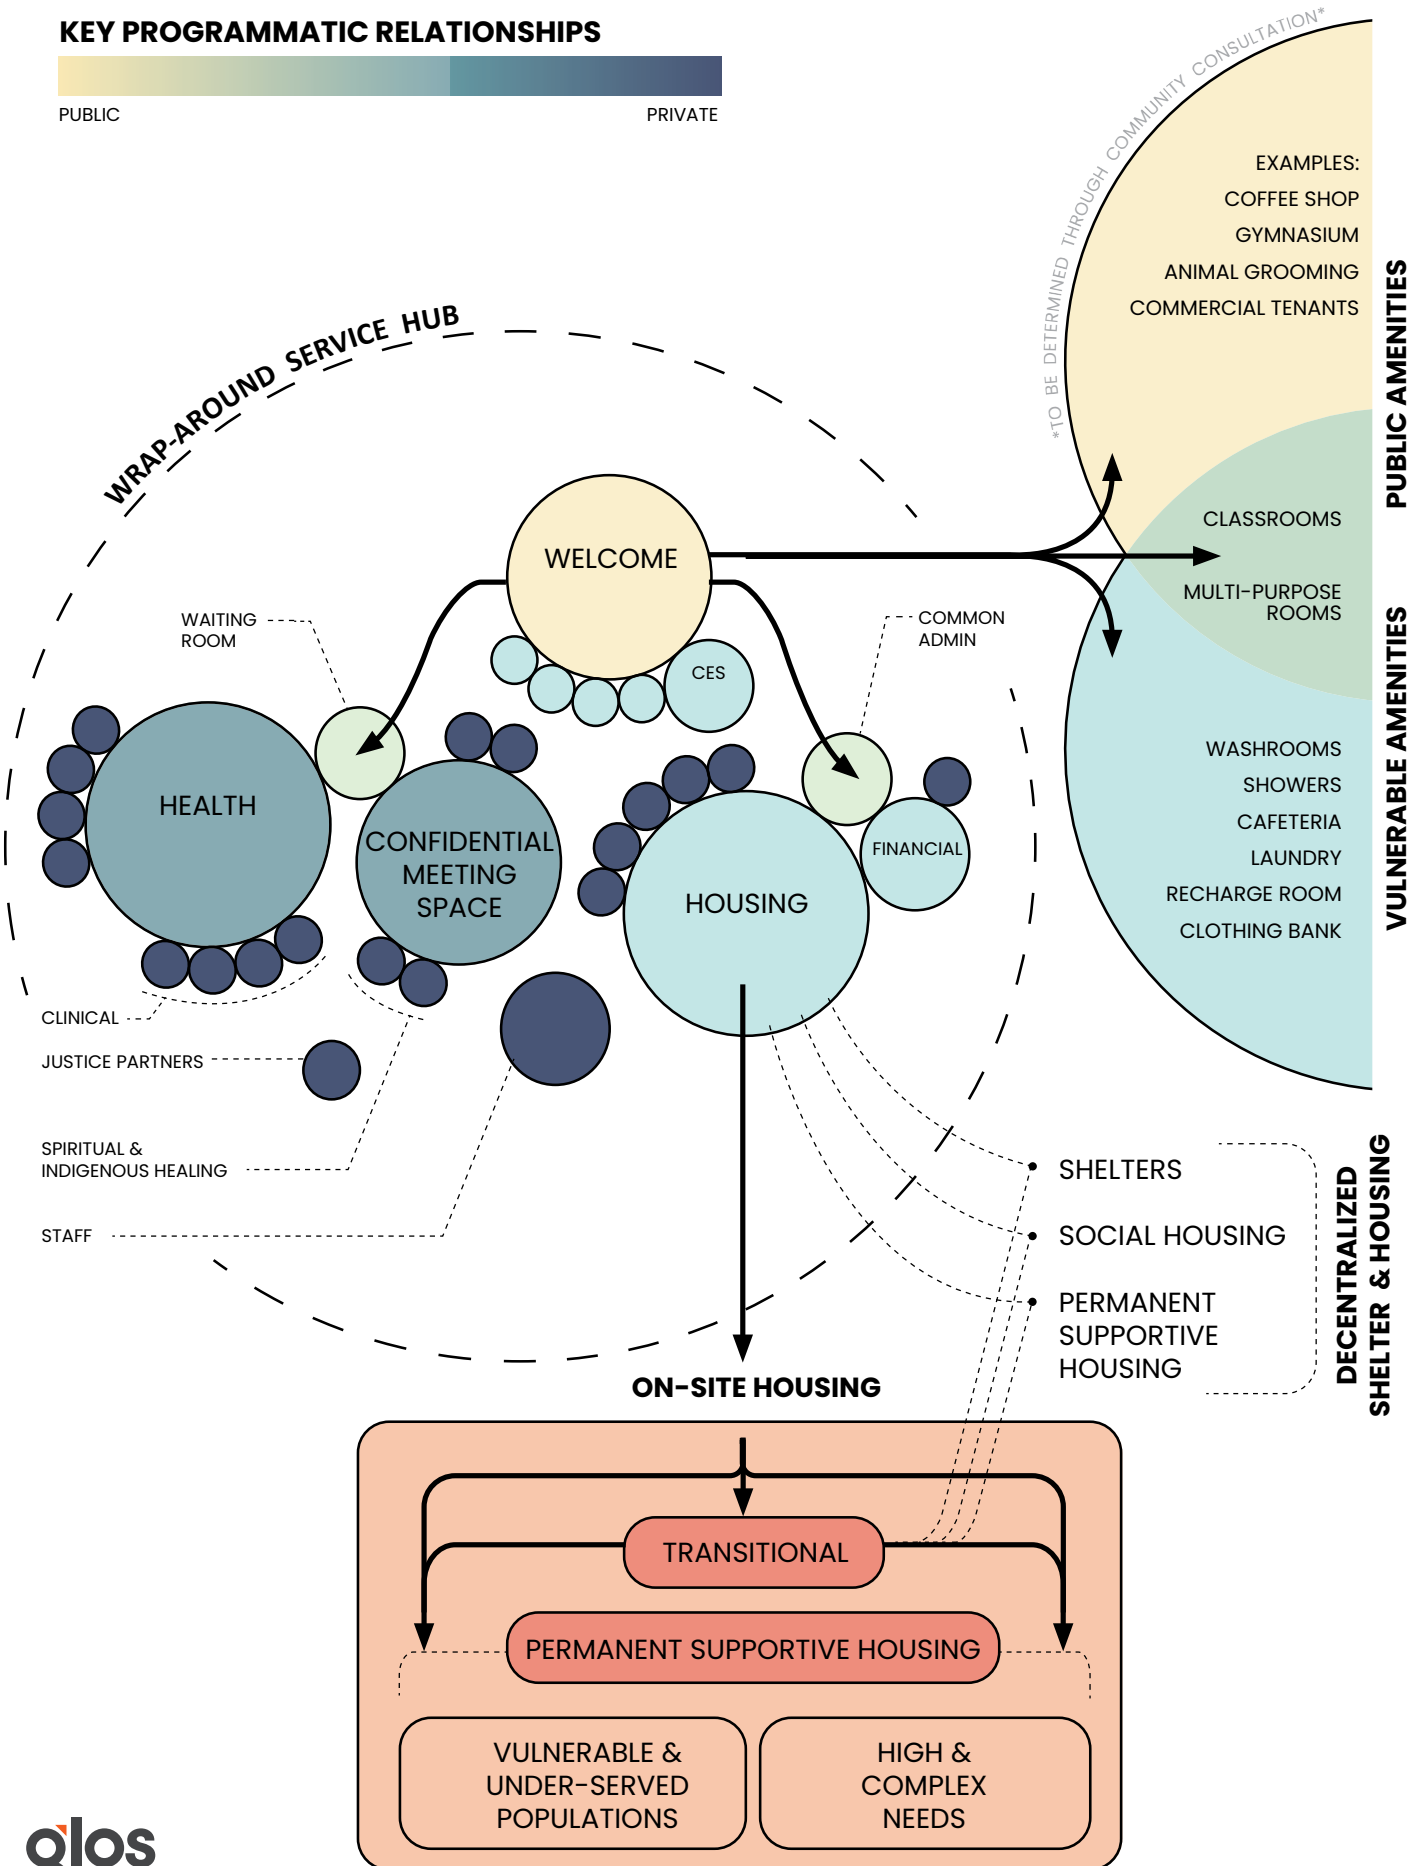 KEY PROGRAMMATIC RELATIONSHIPS
PUBLIC
PRIVATE
*TO BE DETERMINED THROUGH COMMUNITY CONSULTATION*
EXAMPLES:
COFFEE SHOP
GYMNASIUM
ANIMAL GROOMING
COMMERCIAL TENANTS
PUBLIC AMENITIES
CLASSROOMS
MULTI-PURPOSE
ROOMS
WASHROOMS
SHOWERS
CAFETERIA
LAUNDRY
RECHARGE ROOM
CLOTHING BANK
VULNERABLE AMENITIES
WRAP-AROUND SERVICE HUB
WELCOME
CES
WAITING
ROOM
COMMON
ADMIN
HEALTH
CONFIDENTIAL
MEETING
SPACE
HOUSING
FINANCIAL
CLINICAL
JUSTICE PARTNERS
SPIRITUAL &
INDIGENOUS HEALING
STAFF
SHELTERS
SOCIAL HOUSING
PERMANENT
SUPPORTIVE
HOUSING
DECENTRALIZED
SHELTER & HOUSING
ON-SITE HOUSING
TRANSITIONAL
PERMANENT SUPPORTIVE HOUSING
VULNERABLE &
UNDER-SERVED
POPULATIONS
HIGH &
COMPLEX
NEEDS